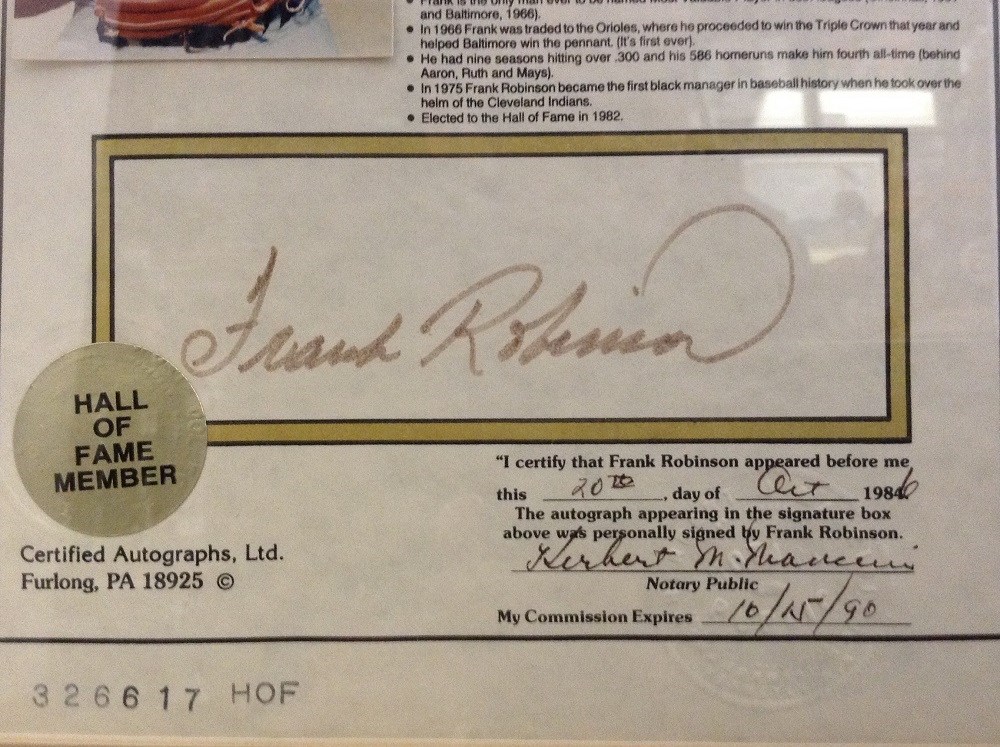 and Baltimore, 1966).
● In 1966 Frank was traded to the Orioles, where he proceeded to win the Triple Crown that year and
helped Baltimore win the pennant. (It's first ever).
● He had nine seasons hitting over .300 and his 586 homeruns make him fourth all-time (behind
Aaron, Ruth and Mays).
● In 1975 Frank Robinson became the first black manager in baseball history when he took over the
helm of the Cleveland Indians.
● Elected to the Hall of Fame in 1982.
Frank Robinson
HALL
OF
FAME
MEMBER
Certified Autographs, Ltd.
Furlong, PA 18925 ©
"I certify that Frank Robinson appeared before me
this 20th, day of Oct 1986
The autograph appearing in the signature box
above was personally signed by Frank Robinson.
Herbert M.
Notary Public
My Commission Expires 10/25/90
326617 HOF